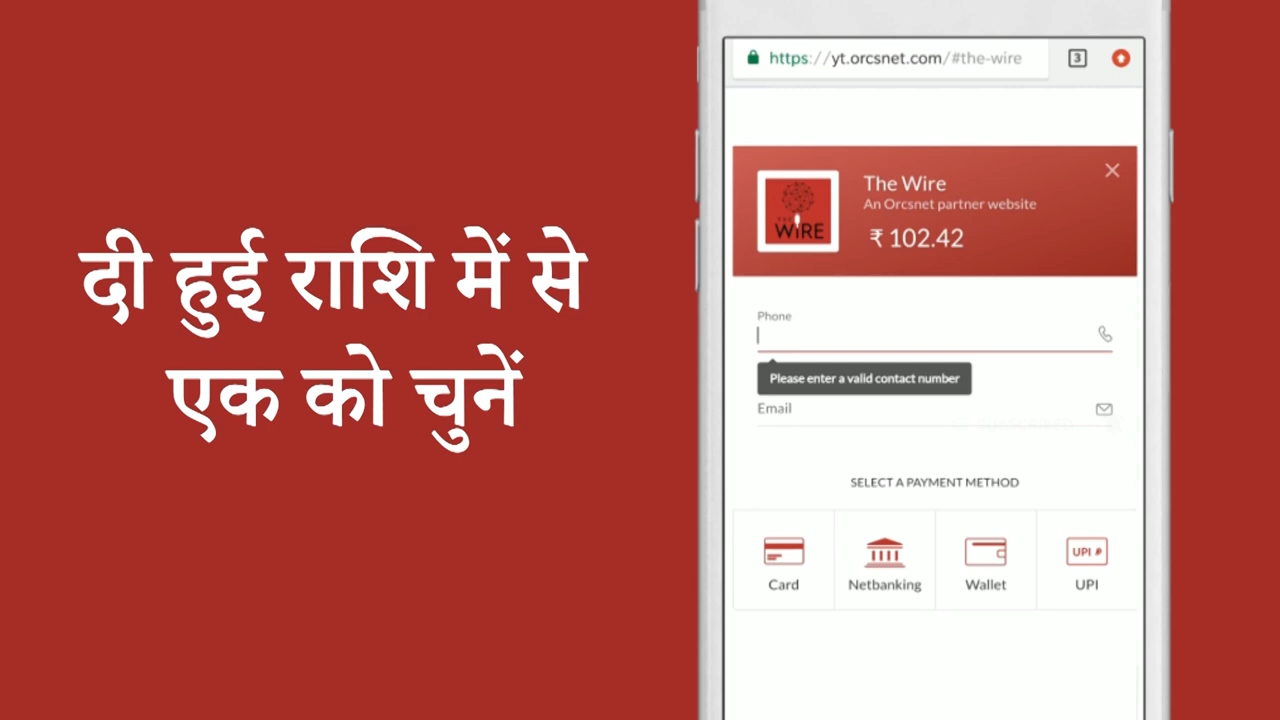 दी हुई राशि में से
एक को चुनें
https://yt.orcsnet.com/#the-wire
3
The Wire
An Orcsnet partner website
₹ 102.42
THE
WIRE
Phone
Please enter a valid contact number
Email
SELECT A PAYMENT METHOD
Card
Netbanking
Wallet
UPI
UPI